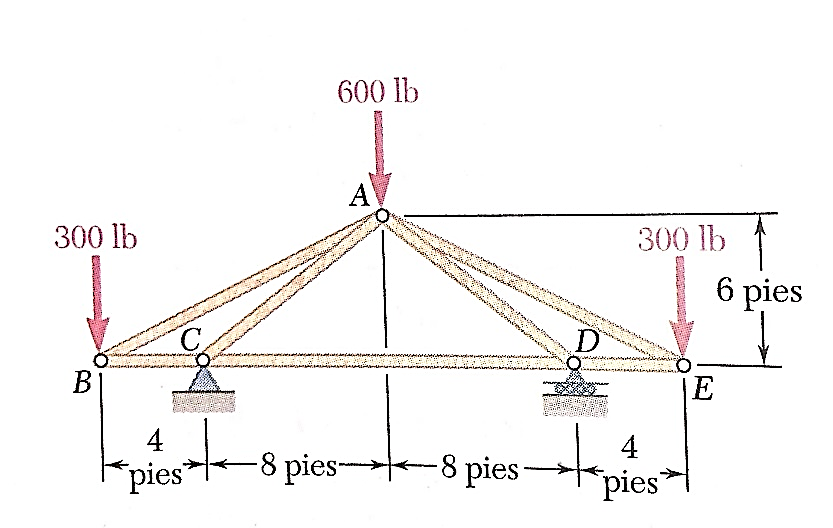 600 lb
A
300 lb
300 lb
6 pies
C
D
B
E
4
pies
8 pies
8 pies
4
pies